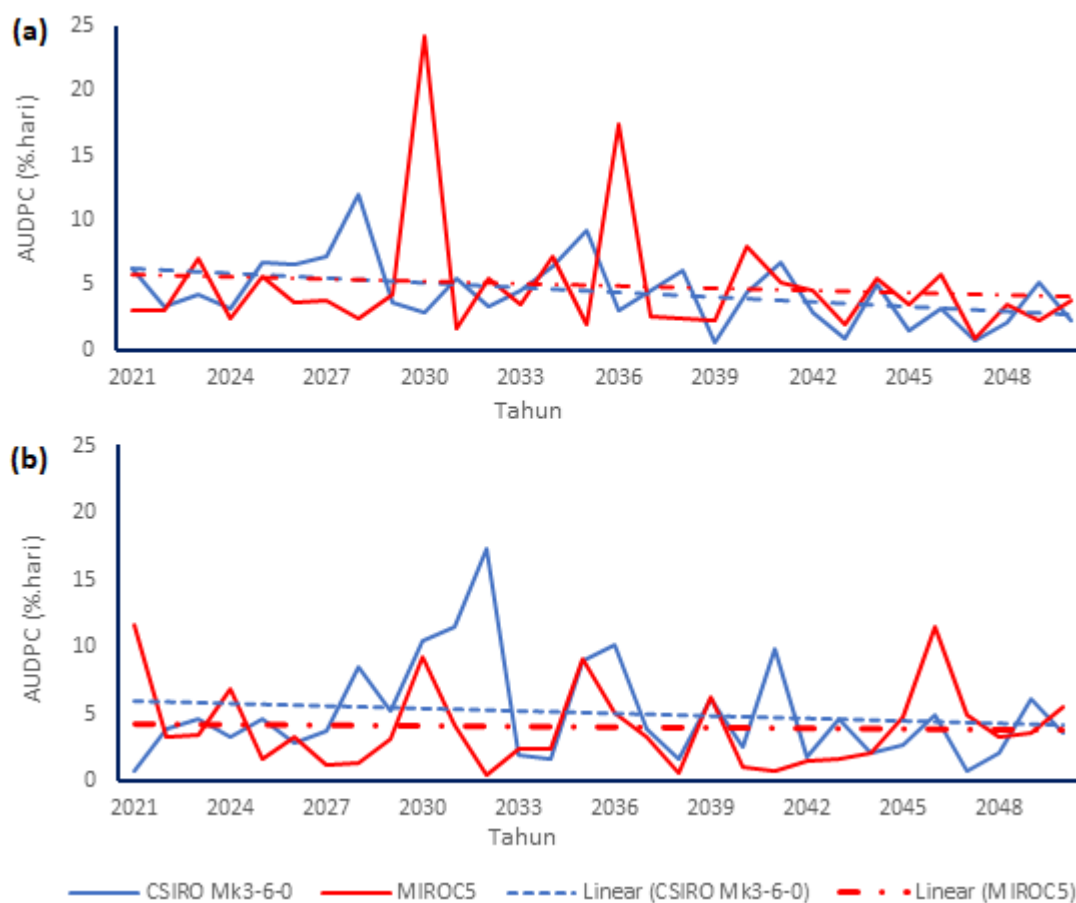 (a)
AUDPC (%.hari)
25
20
15
10
5
0
2021 2024 2027 2030 2033 2036 2039 2042 2045 2048
Tahun
(b)
AUDPC (%.hari)
25
20
15
10
5
0
2021 2024 2027 2030 2033 2036 2039 2042 2045 2048
Tahun
CSIRO Mk3-6-0 MIROC5 Linear (CSIRO Mk3-6-0) Linear (MIROC5)